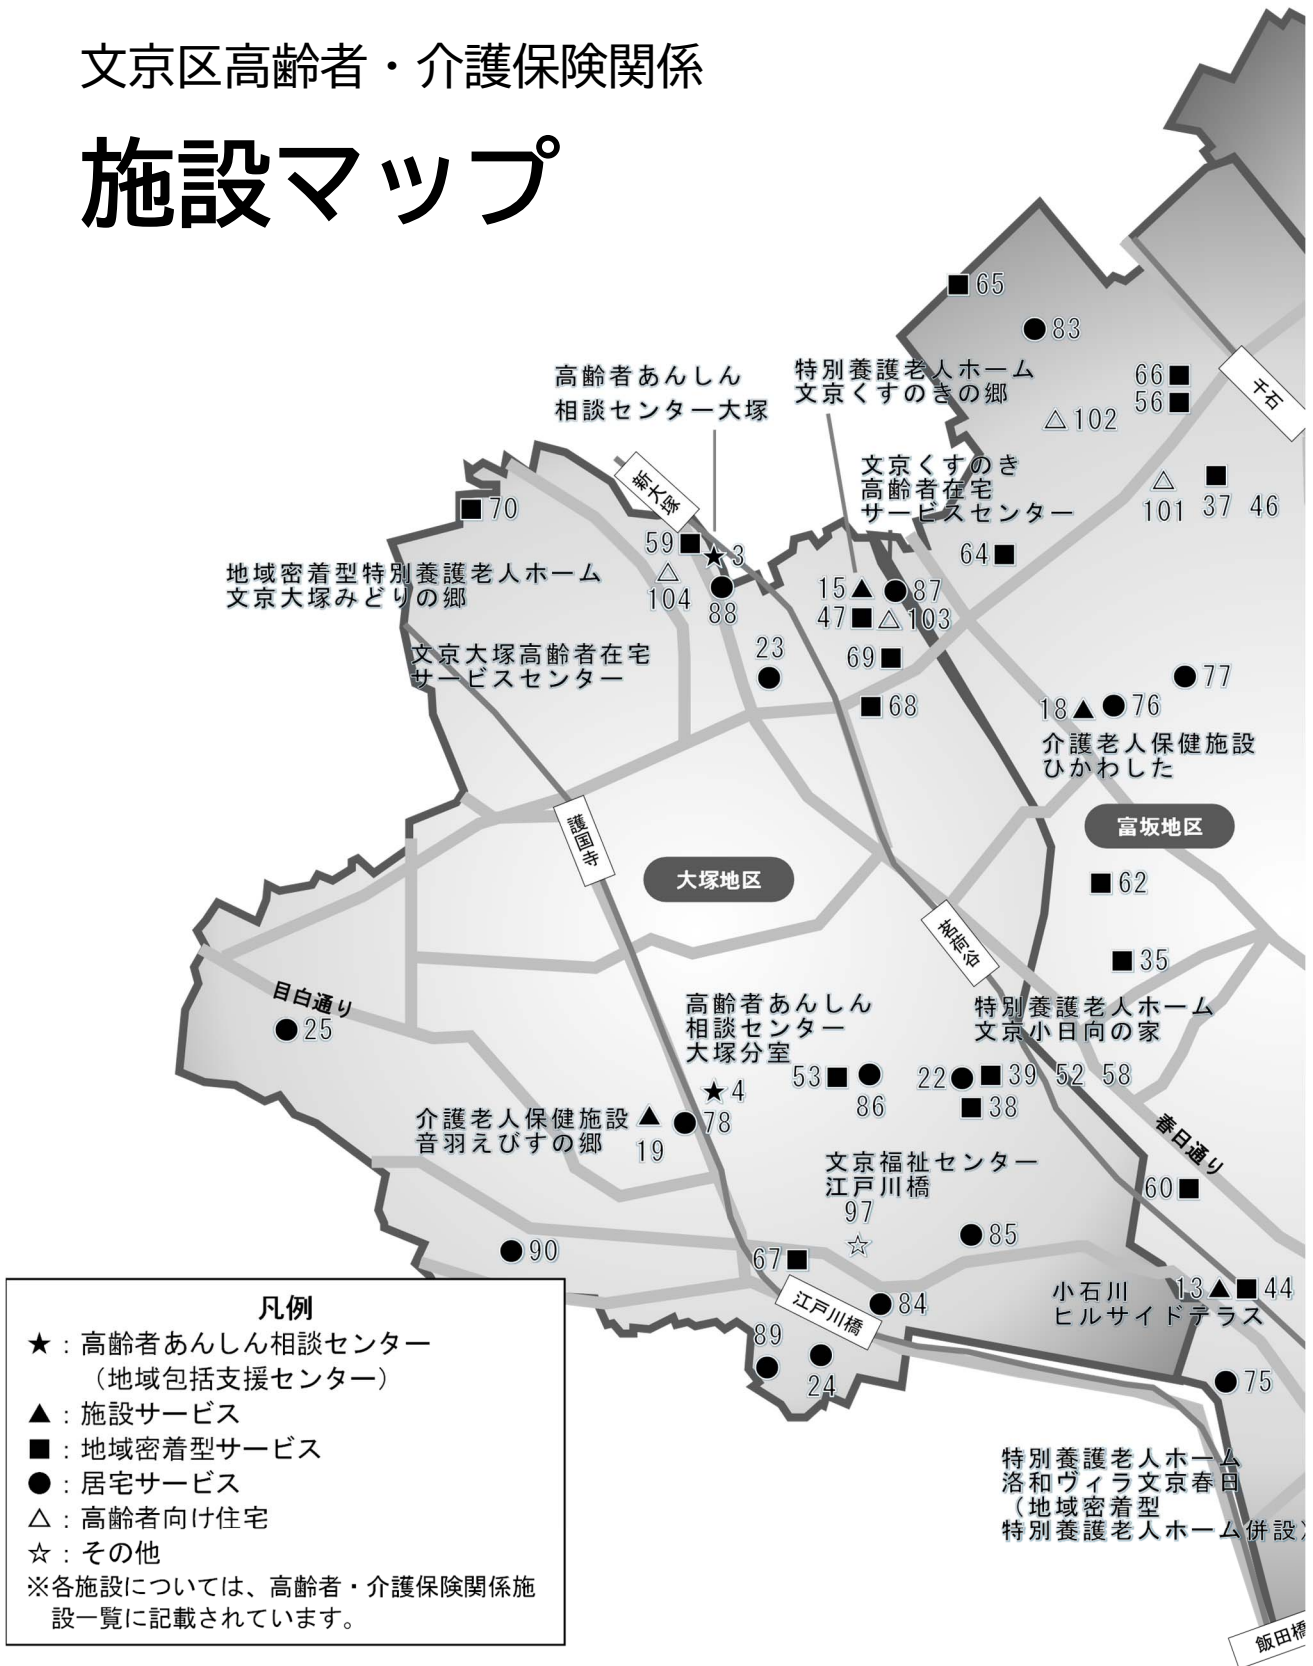 文京区高齢者・介護保険関係
施設マップ
■65
●83
高齢者あんしん
相談センター大塚
特別養護老人ホーム
文京くすのきの郷
66■
56■
千石
△102
文京くすのき
高齢者在宅
サービスセンター
新大塚
■70
△
101
■
37 46
59■
★3
64■
地域密着型特別養護老人ホーム
文京大塚みどりの郷
△
104
●
88
15▲
●87
47■
△103
23
●
69■
文京大塚高齢者在宅
サービスセンター
■68
●77
18▲●76
介護老人保健施設
ひかわした
護国寺
富坂地区
大塚地区
■62
茗荷谷
■35
目白通り
●25
高齢者あんしん
相談センター
大塚分室
特別養護老人ホーム
文京小日向の家
★4
53■
●
86
22●■39 52 58
■38
介護老人保健施設
音羽えびすの郷
▲
19
●78
春日通り
文京福祉センター
江戸川橋
97
☆
60■
●85
●90
67■
江戸川橋
●84
小石川
ヒルサイドテラス
13▲■44
89
●
●
24
●75
特別養護老人ホーム
洛和ヴィラ文京春日
（地域密着型
特別養護老人ホーム併設）
飯田橋
凡例
★：高齢者あんしん相談センター
（地域包括支援センター）
▲：施設サービス
■：地域密着型サービス
●：居宅サービス
△：高齢者向け住宅
☆：その他
※各施設については、高齢者・介護保険関係施
設一覧に記載されています。